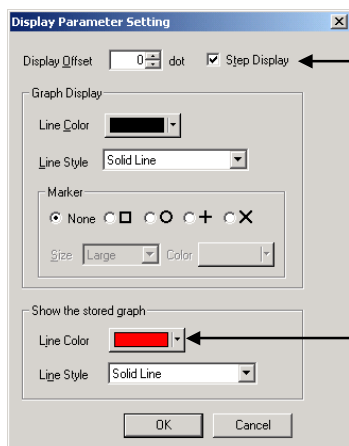 Display Parameter Setting
Display Offset 0 dot Step Display
Graph Display
Line Color
Line Style Solid Line
Marker
None
Size Large Color
Show the stored graph
Line Color
Line Style Solid Line
OK Cancel